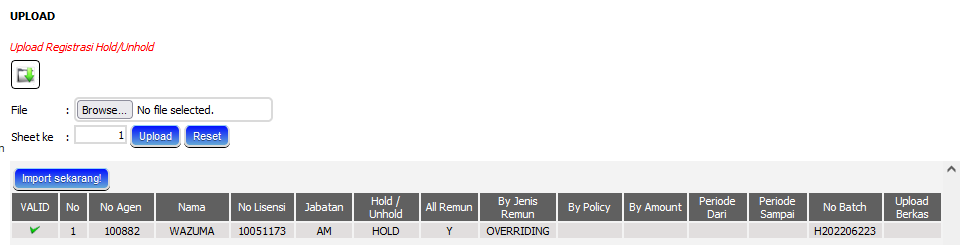 UPLOAD
Upload Registrasi Hold/Unhold
File : Browse... No file selected.
Sheet ke : 1 Upload Reset
n
Import sekarang!
VALID No No Agen Nama No Lisensi Jabatan Hold / Unhold All Remun By Jenis Remun By Policy By Amount Periode Dari Periode Sampai No Batch Upload Berkas
1 100882 WAZUMA 10051173 AM HOLD Y OVERRIDING H202206223